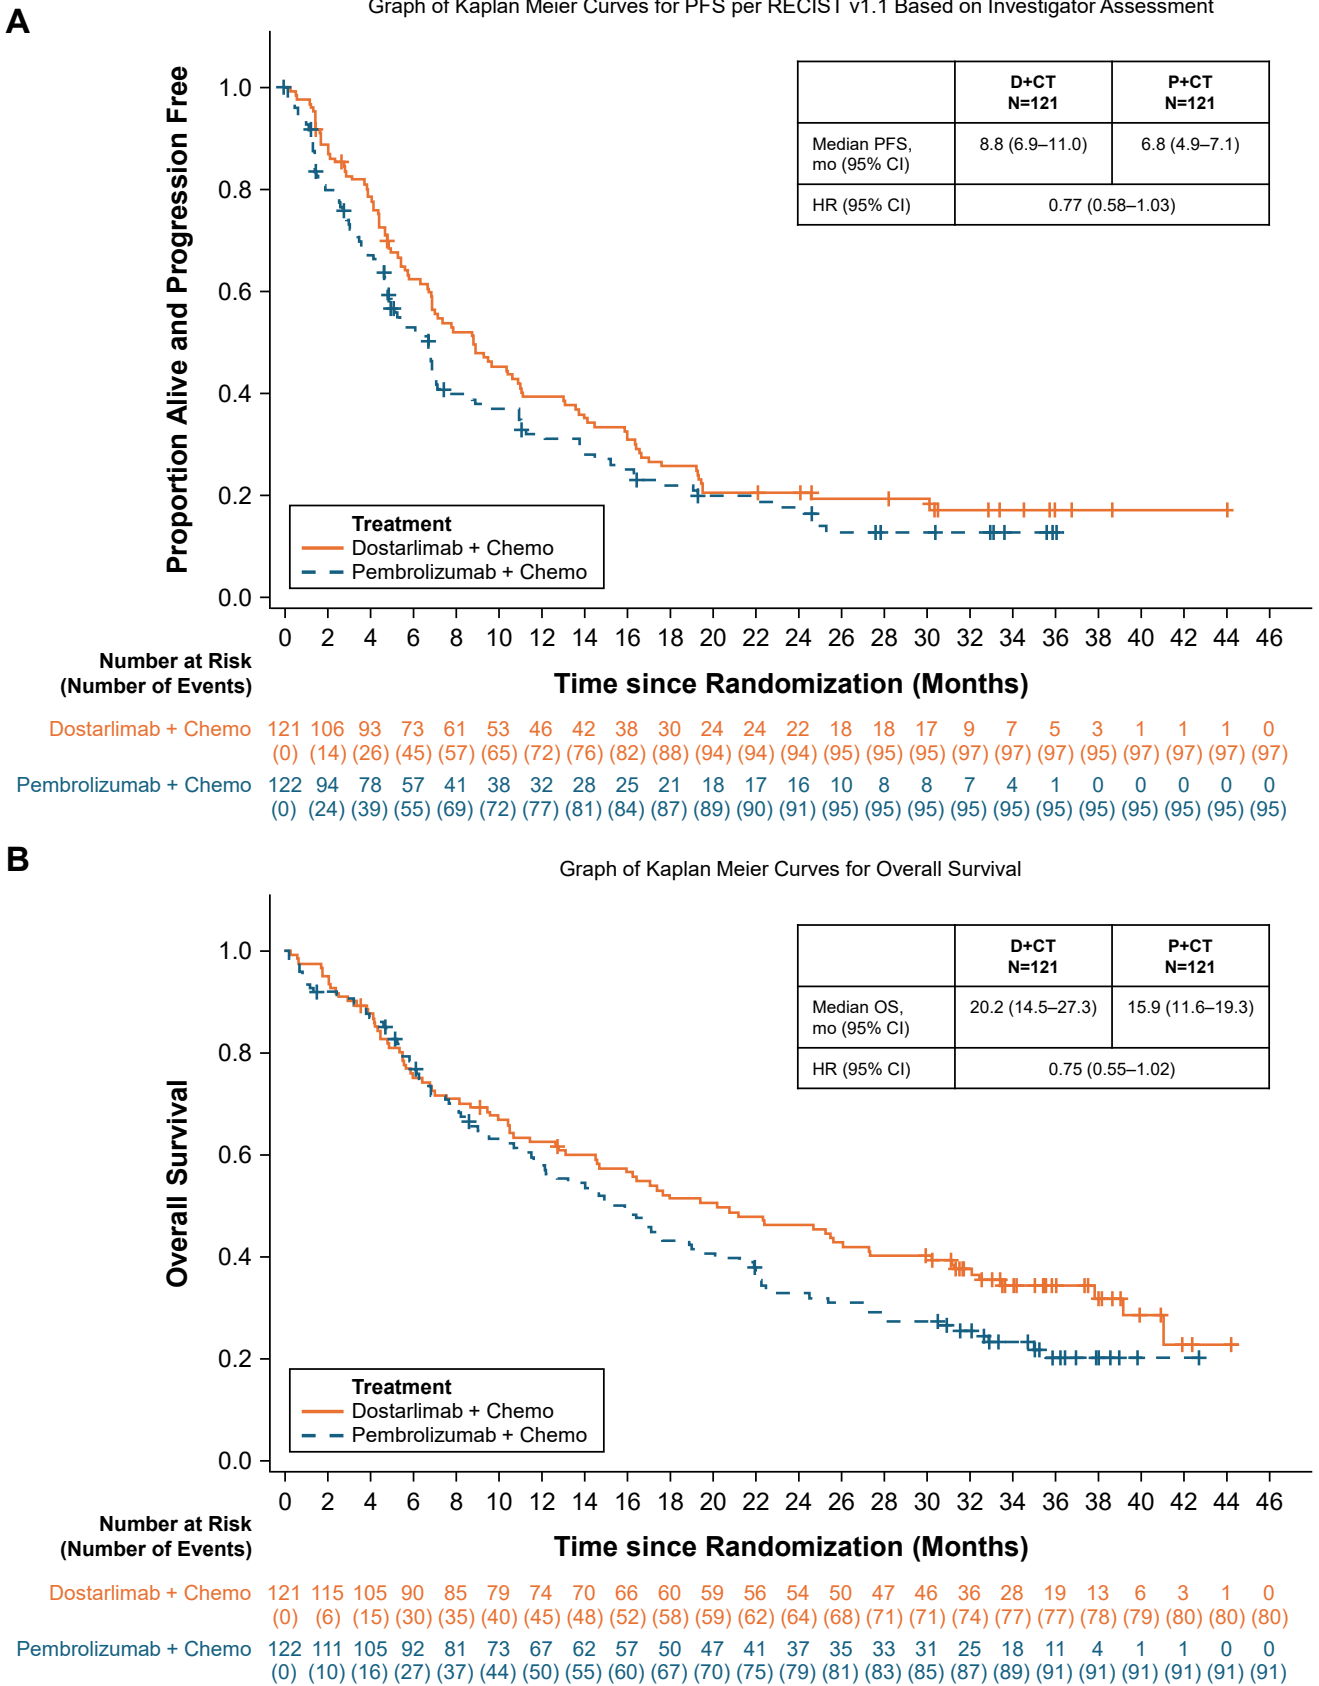 A
Graph of Kaplan Meier Curves for PFS per RECIST v1.1 Based on Investigator Assessment
Proportion Alive and Progression Free
1.0
0.8
0.6
0.4
0.2
0.0
D+CT P+CT
N=121 N=121
Median PFS, 8.8 (6.9–11.0) 6.8 (4.9–7.1)
mo (95% CI)
HR (95% CI) 0.77 (0.58–1.03)
Treatment
Dostarlimab + Chemo
Pembrolizumab + Chemo
0 2 4 6 8 10 12 14 16 18 20 22 24 26 28 30 32 34 36 38 40 42 44 46
Number at Risk
(Number of Events)
Time since Randomization (Months)
Dostarlimab + Chemo 121 106 93 73 61 53 46 42 38 30 24 24 22 18 18 17 9 7 5 3 1 1 1 0
(0) (14) (26) (45) (57) (65) (72) (76) (82) (88) (94) (94) (94) (95) (95) (95) (97) (97) (97) (95) (97) (97) (97) (97)
Pembrolizumab + Chemo 122 94 78 57 41 38 32 28 25 21 18 17 16 10 8 8 7 4 1 0 0 0 0 0
(0) (24) (39) (55) (69) (72) (77) (81) (84) (87) (89) (90) (91) (95) (95) (95) (95) (95) (95) (95) (95) (95) (95) (95)
B
Graph of Kaplan Meier Curves for Overall Survival
Overall Survival
1.0
0.8
0.6
0.4
0.2
0.0
D+CT P+CT
N=121 N=121
Median OS, 20.2 (14.5–27.3) 15.9 (11.6–19.3)
mo (95% CI)
HR (95% CI) 0.75 (0.55–1.02)
Treatment
Dostarlimab + Chemo
Pembrolizumab + Chemo
0 2 4 6 8 10 12 14 16 18 20 22 24 26 28 30 32 34 36 38 40 42 44 46
Number at Risk
(Number of Events)
Time since Randomization (Months)
Dostarlimab + Chemo 121 115 105 90 85 79 74 70 66 60 59 56 54 50 47 46 36 28 19 13 6 3 1 0
(0) (6) (15) (30) (35) (40) (45) (48) (52) (58) (59) (62) (64) (68) (71) (71) (74) (77) (77) (78) (79) (80) (80) (80)
Pembrolizumab + Chemo 122 111 105 92 81 73 67 62 57 50 47 41 37 35 33 31 25 18 11 4 1 1 0 0
(0) (10) (16) (27) (37) (44) (50) (55) (60) (67) (70) (75) (79) (81) (83) (85) (87) (89) (91) (91) (91) (91) (91) (91)